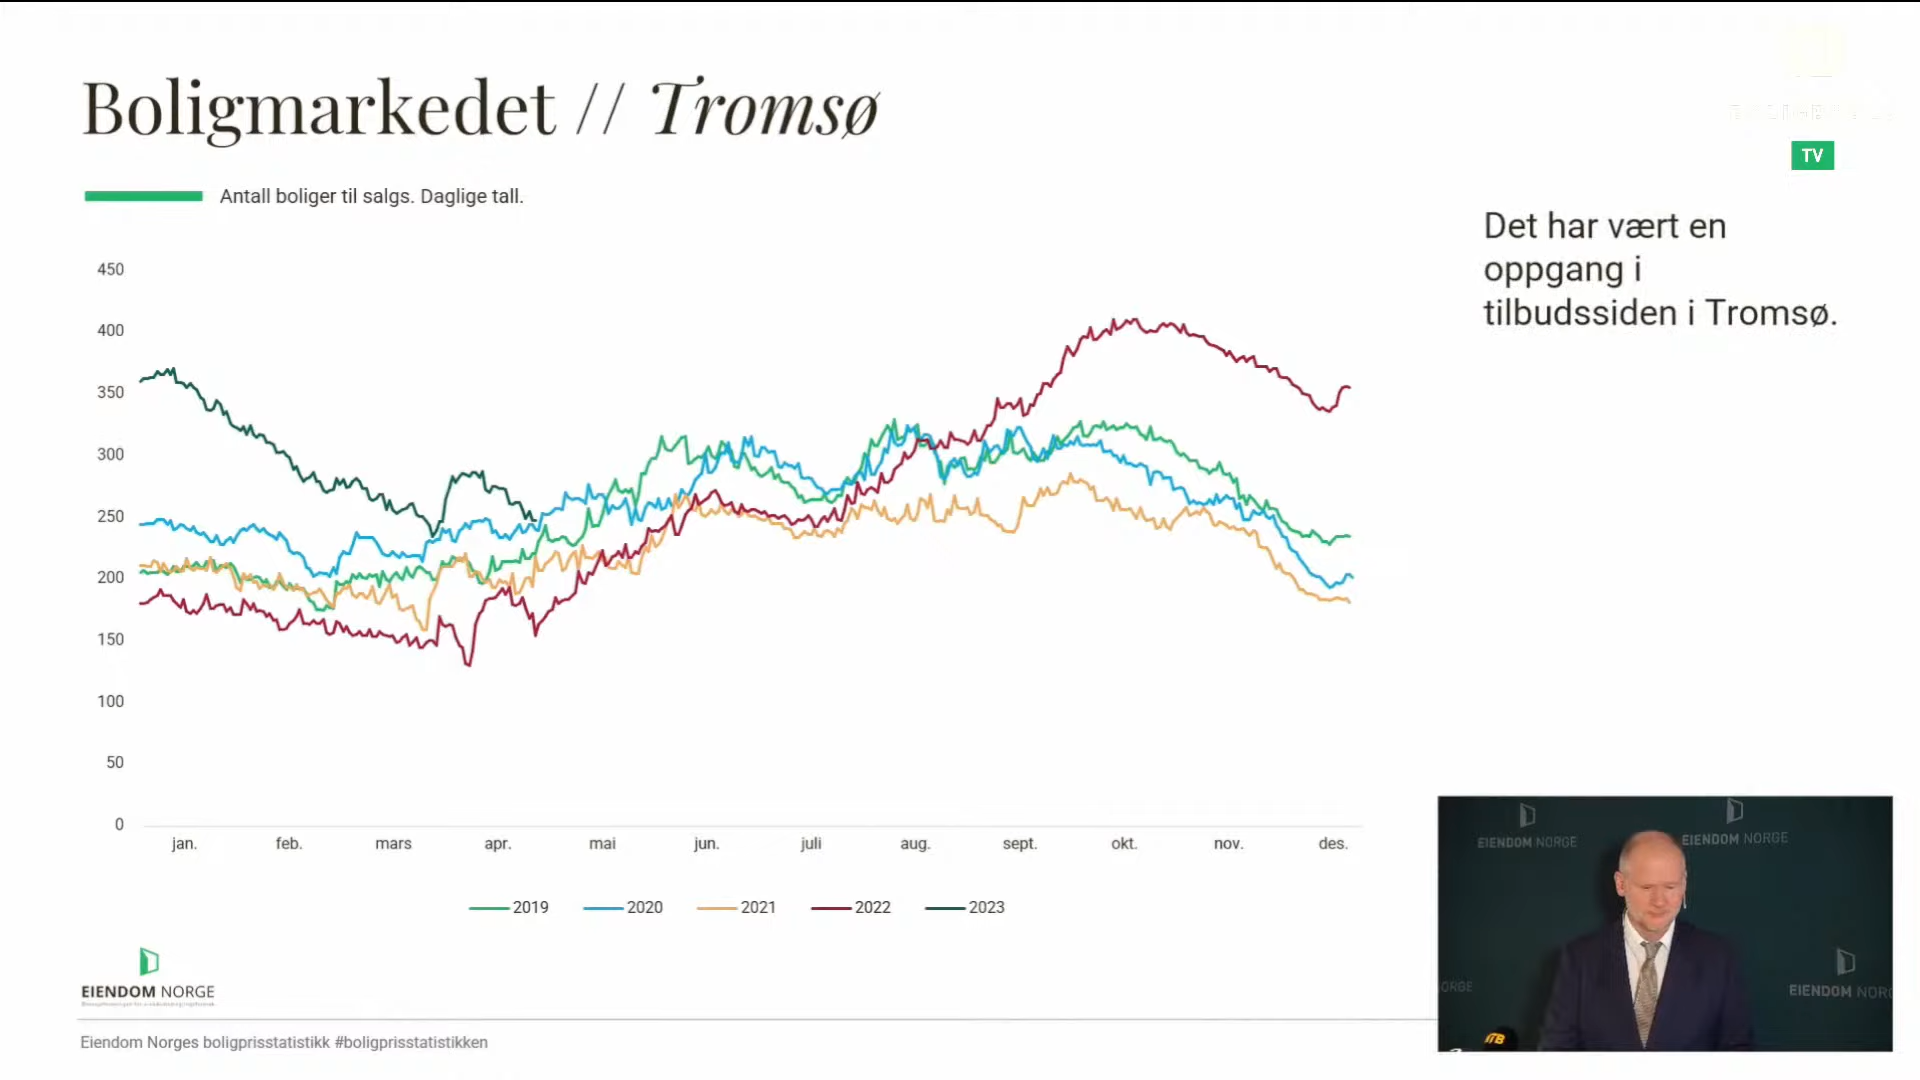 Boligmarkedet // Tromsø
TV
Antall boliger til salgs. Daglige tall.
Det har vært en
oppgang i
tilbudssiden i Tromsø.
450
400
350
300
250
200
150
100
50
0
jan. feb. mars apr. mai jun. juli aug. sept. okt. nov. des.
2019 2020 2021 2022 2023
EIENDOM NORGE
Eiendom Norges boligprisstatistikk #boligprisstatistikken
EIENDOM NORGE
EIENDOM NORGE
ORGE
EIENDOM NOR